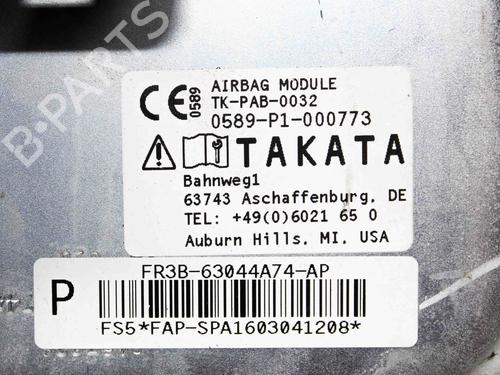 B-PARTS
CE 0589
AIRBAG MODULE
TK-PAB-0032
0589-P1-000773
TAKATA
Bahnweg1
63743 Aschaffenburg, DE
TEL: +49(0)6021 65 0
Auburn Hills, MI, USA
P
FR3B-63044A74-AP
FS5*FAP-SPA1603041208*